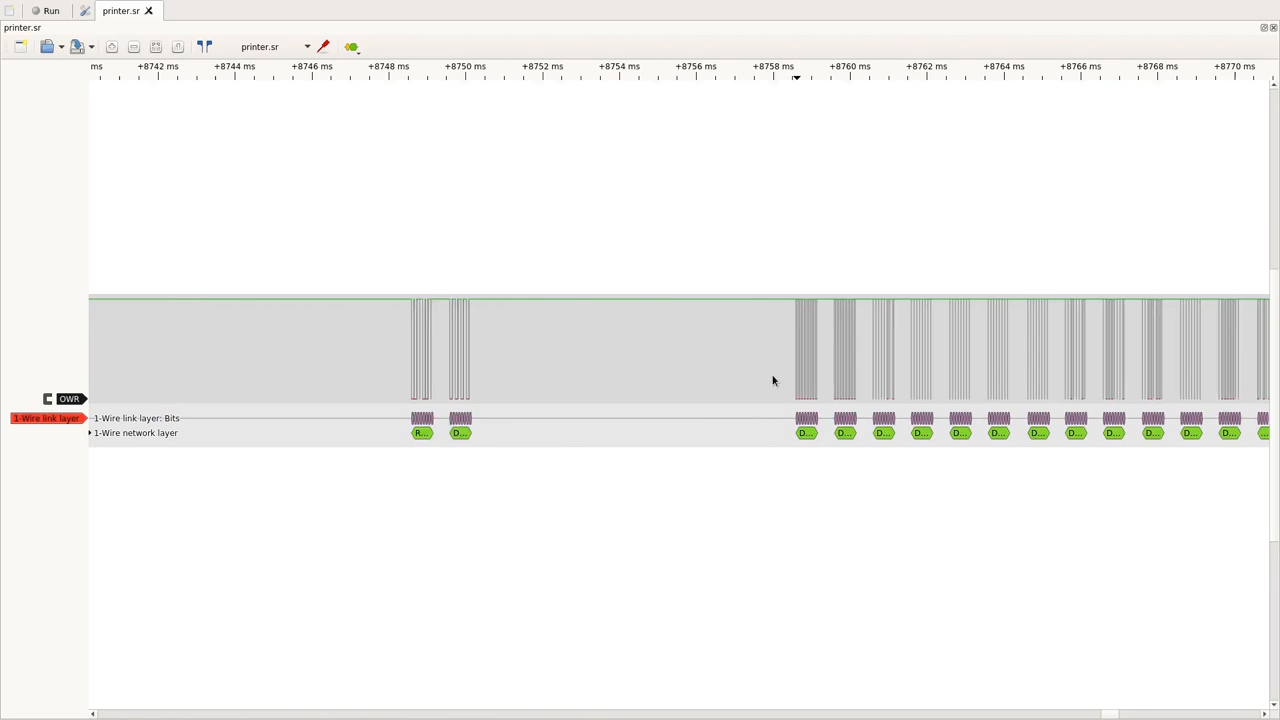 Run printer.sr
printer.sr
printer.sr
ms +8742 ms +8744 ms +8746 ms +8748 ms +8750 ms +8752 ms +8754 ms +8756 ms +8758 ms +8760 ms +8762 ms +8764 ms +8766 ms +8768 ms +8770 ms
OWR
1-Wire link layer 1-Wire link layer: Bits
1-Wire network layer R... D... D... D... D... D... D... D... D... D... D... D... D... D...